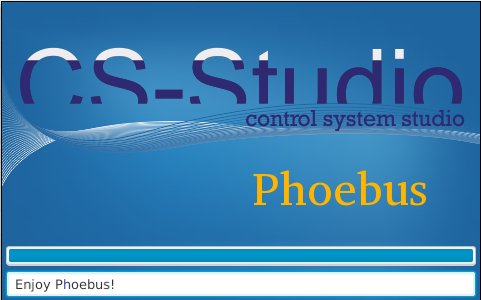 CS-Studio
control system studio
Phoebus
Enjoy Phoebus!